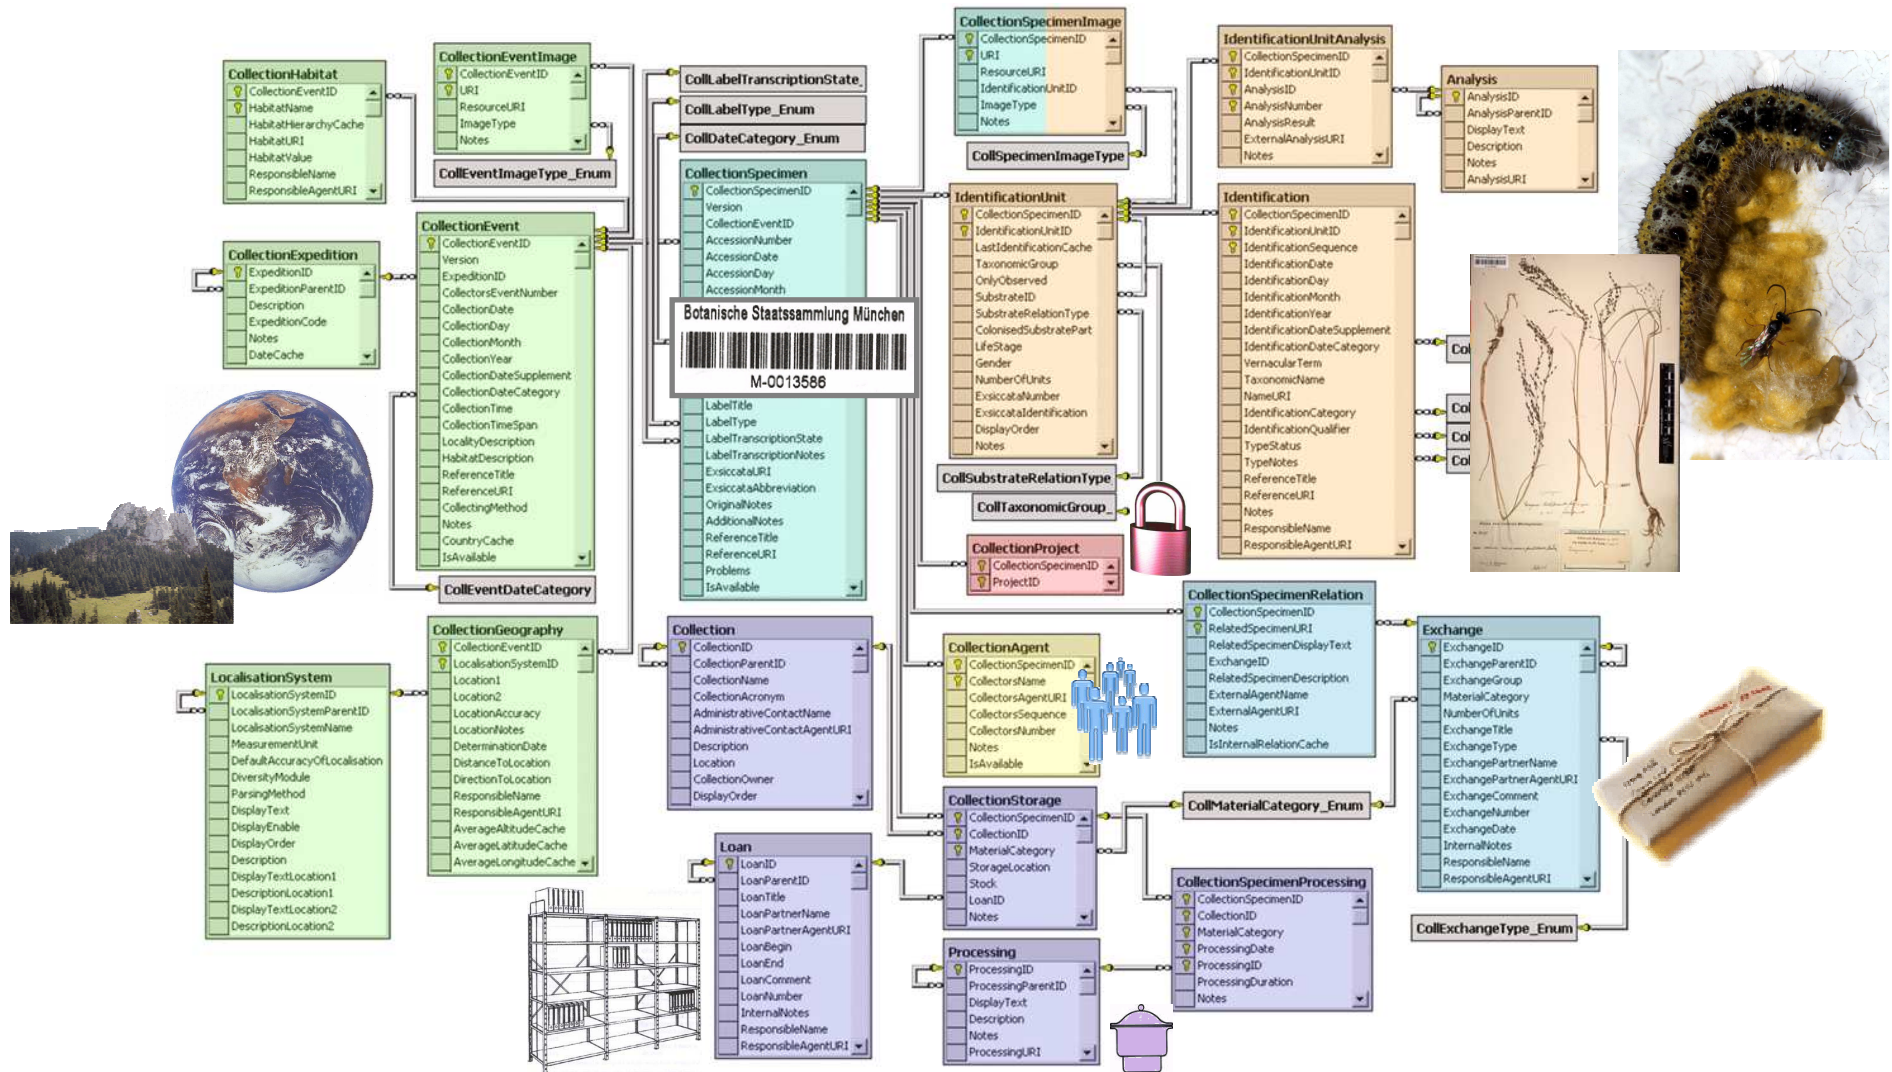 CollectionHabitat
CollectionEventID
HabitatName
HabitatHierarchyCache
HabitatURI
HabitatValue
ResponsibleName
ResponsibleAgentURI
CollectionEventImage
CollectionEventID
URI
ResourceURI
ImageType
Notes
CollEventImageType_Enum
CollLabelTranscriptionState_
CollLabelType_Enum
CollDateCategory_Enum
CollectionSpecimenImage
CollectionSpecimenID
URI
ResourceURI
IdentificationUnitID
ImageType
Notes
CollSpecimenImageType
IdentificationUnitAnalysis
CollectionSpecimenID
IdentificationUnitID
AnalysisID
AnalysisNumber
AnalysisResult
ExternalAnalysisURI
Notes
Analysis
AnalysisID
AnalysisParentID
DisplayText
Description
Notes
AnalysisURI
CollectionExpedition
ExpeditionID
ExpeditionParentID
Description
ExpeditionCode
Notes
DateCache
CollectionEvent
CollectionEventID
Version
ExpeditionID
CollectorsEventNumber
CollectionDate
CollectionDay
CollectionMonth
CollectionYear
CollectionDateSupplement
CollectionDateCategory
CollectionTime
CollectionTimeSpan
LocalityDescription
HabitatDescription
ReferenceTitle
ReferenceURI
CollectingMethod
Notes
CountryCache
IsAvailable
CollEventDateCategory
CollectionSpecimen
CollectionSpecimenID
Version
CollectionEventID
AccessionNumber
AccessionDate
AccessionDay
AccessionMonth
Botanische Staatssammlung München
M-0013586
LabelTitle
LabelType
LabelTranscriptionState
LabelTranscriptionNotes
ExsiccataURI
ExsiccataAbbreviation
OriginalNotes
AdditionalNotes
ReferenceTitle
ReferenceURI
Problems
IsAvailable
IdentificationUnit
CollectionSpecimenID
IdentificationUnitID
LastIdentificationCache
TaxonomicGroup
OnlyObserved
SubstrateID
SubstrateRelationType
ColonisedSubstratePart
LifeStage
Gender
NumberOfUnits
ExsiccataNumber
ExsiccataIdentification
DisplayOrder
Notes
CollSubstrateRelationType
CollTaxonomicGroup_
Identification
CollectionSpecimenID
IdentificationUnitID
IdentificationSequence
IdentificationDate
IdentificationDay
IdentificationMonth
IdentificationYear
IdentificationDateSupplement
IdentificationDateCategory
VernacularTerm
TaxonomicName
NameURI
IdentificationCategory
IdentificationQualifier
TypeStatus
TypeNotes
ReferenceTitle
ReferenceURI
Notes
ResponsibleName
ResponsibleAgentURI
Col
Col
Col
Col
CollectionProject
CollectionSpecimenID
ProjectID
CollectionSpecimenRelation
CollectionSpecimenID
RelatedSpecimenURI
RelatedSpecimenDisplayText
ExchangeID
RelatedSpecimenDescription
ExternalAgentName
ExternalAgentURI
Notes
IsInternalRelationCache
Exchange
ExchangeID
ExchangeParentID
ExchangeGroup
MaterialCategory
NumberOfUnits
ExchangeTitle
ExchangeType
ExchangePartnerName
ExchangePartnerAgentURI
ExchangeComment
ExchangeNumber
ExchangeDate
InternalNotes
ResponsibleName
ResponsibleAgentURI
CollExchangeType_Enum
LocalisationSystem
LocalisationSystemID
LocalisationSystemParentID
LocalisationSystemName
MeasurementUnit
DefaultAccuracyOfLocalisation
DiversityModule
ParsingMethod
DisplayText
DisplayEnable
DisplayOrder
Description
DisplayTextLocation1
DescriptionLocation1
DisplayTextLocation2
DescriptionLocation2
CollectionGeography
CollectionEventID
LocalisationSystemID
Location1
Location2
LocationAccuracy
LocationNotes
DeterminationDate
DistanceToLocation
DirectionToLocation
ResponsibleName
ResponsibleAgentURI
AverageAltitudeCache
AverageLatitudeCache
AverageLongitudeCache
Collection
CollectionID
CollectionParentID
CollectionName
CollectionAcronym
AdministrativeContactName
AdministrativeContactAgentURI
Description
Location
CollectionOwner
DisplayOrder
CollectionAgent
CollectionSpecimenID
CollectorsName
CollectorsAgentURI
CollectorsSequence
CollectorsNumber
Notes
IsAvailable
CollectionStorage
CollectionSpecimenID
CollectionID
MaterialCategory
StorageLocation
Stock
LoanID
Notes
CollMaterialCategory_Enum
Loan
LoanID
LoanParentID
LoanTitle
LoanPartnerName
LoanPartnerAgentURI
LoanBegin
LoanEnd
LoanComment
LoanNumber
InternalNotes
ResponsibleName
ResponsibleAgentURI
CollectionSpecimenProcessing
CollectionSpecimenID
CollectionID
MaterialCategory
ProcessingDate
ProcessingID
ProcessingDuration
Notes
Processing
ProcessingID
ProcessingParentID
DisplayText
Description
Notes
ProcessingURI